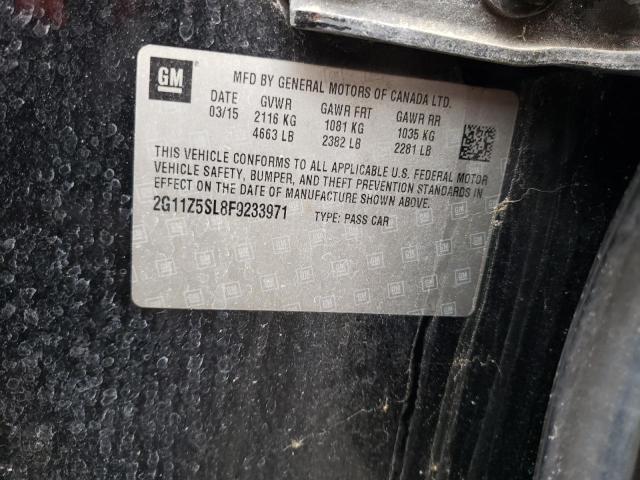 GM
MFD BY GENERAL MOTORS OF CANADA LTD.
DATE GVWR GAWR FRT GAWR RR
03/15 2116 KG 1081 KG 1035 KG
4663 LB 2382 LB 2281 LB
THIS VEHICLE CONFORMS TO ALL APPLICABLE U.S. FEDERAL MOTOR
VEHICLE SAFETY, BUMPER, AND THEFT PREVENTION STANDARDS IN
EFFECT ON THE DATE OF MANUFACTURE SHOWN ABOVE.
2G11Z5SL8F9233971 TYPE: PASS CAR